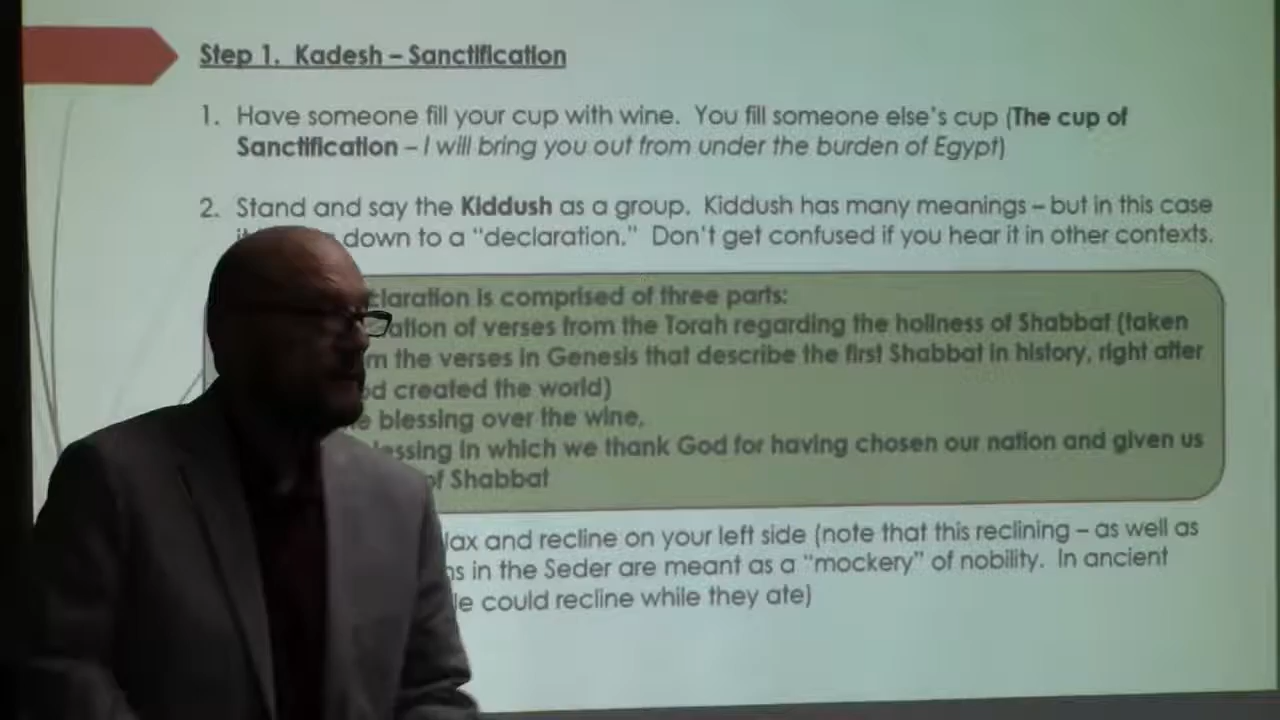 Step 1. Kadesh – Sanctification
1. Have someone fill your cup with wine. You fill someone else's cup (The cup of
Sanctification – I will bring you out from under the burden of Egypt)
2. Stand and say the Kiddush as a group. Kiddush has many meanings – but in this case
down to a "declaration." Don't get confused if you hear it in other contexts.
claration is comprised of three parts:
ation of verses from the Torah regarding the holiness of Shabbat (taken
m the verses in Genesis that describe the first Shabbat in history, right after
od created the world)
e blessing over the wine,
essing in which we thank God for having chosen our nation and given us
of Shabbat
lax and recline on your left side (note that this reclining – as well as
ns in the Seder are meant as a "mockery" of nobility. In ancient
le could recline while they ate)